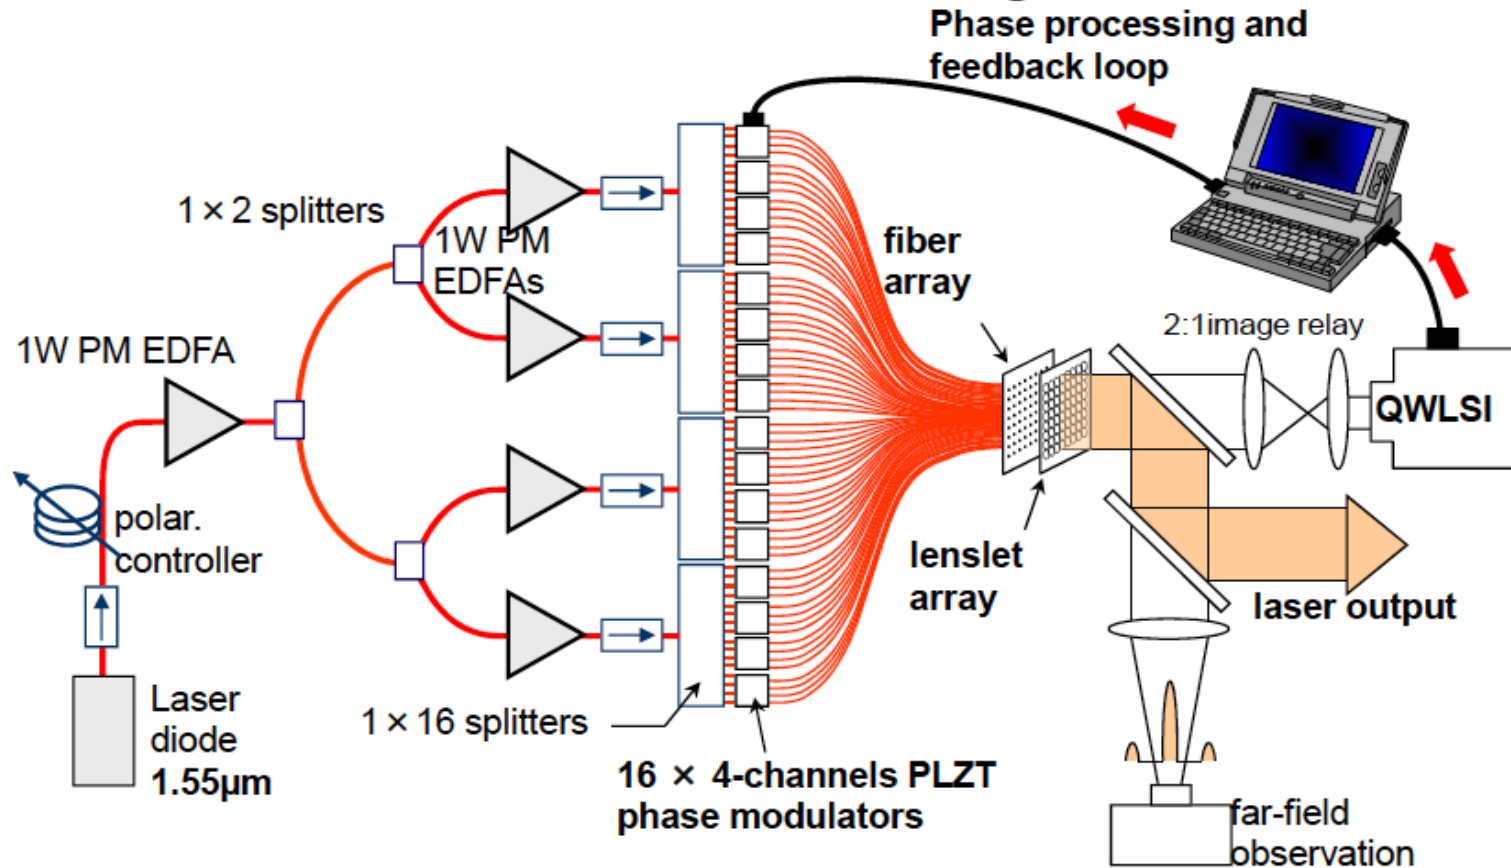 Phase processing and
feedback loop
1 × 2 splitters
1W PM
EDFAs
fiber
array
2:1image relay
1W PM EDFA
QWLSI
polar.
controller
lenslet
array
laser output
Laser
diode
1.55µm
1 × 16 splitters
16 × 4-channels PLZT
phase modulators
far-field
observation